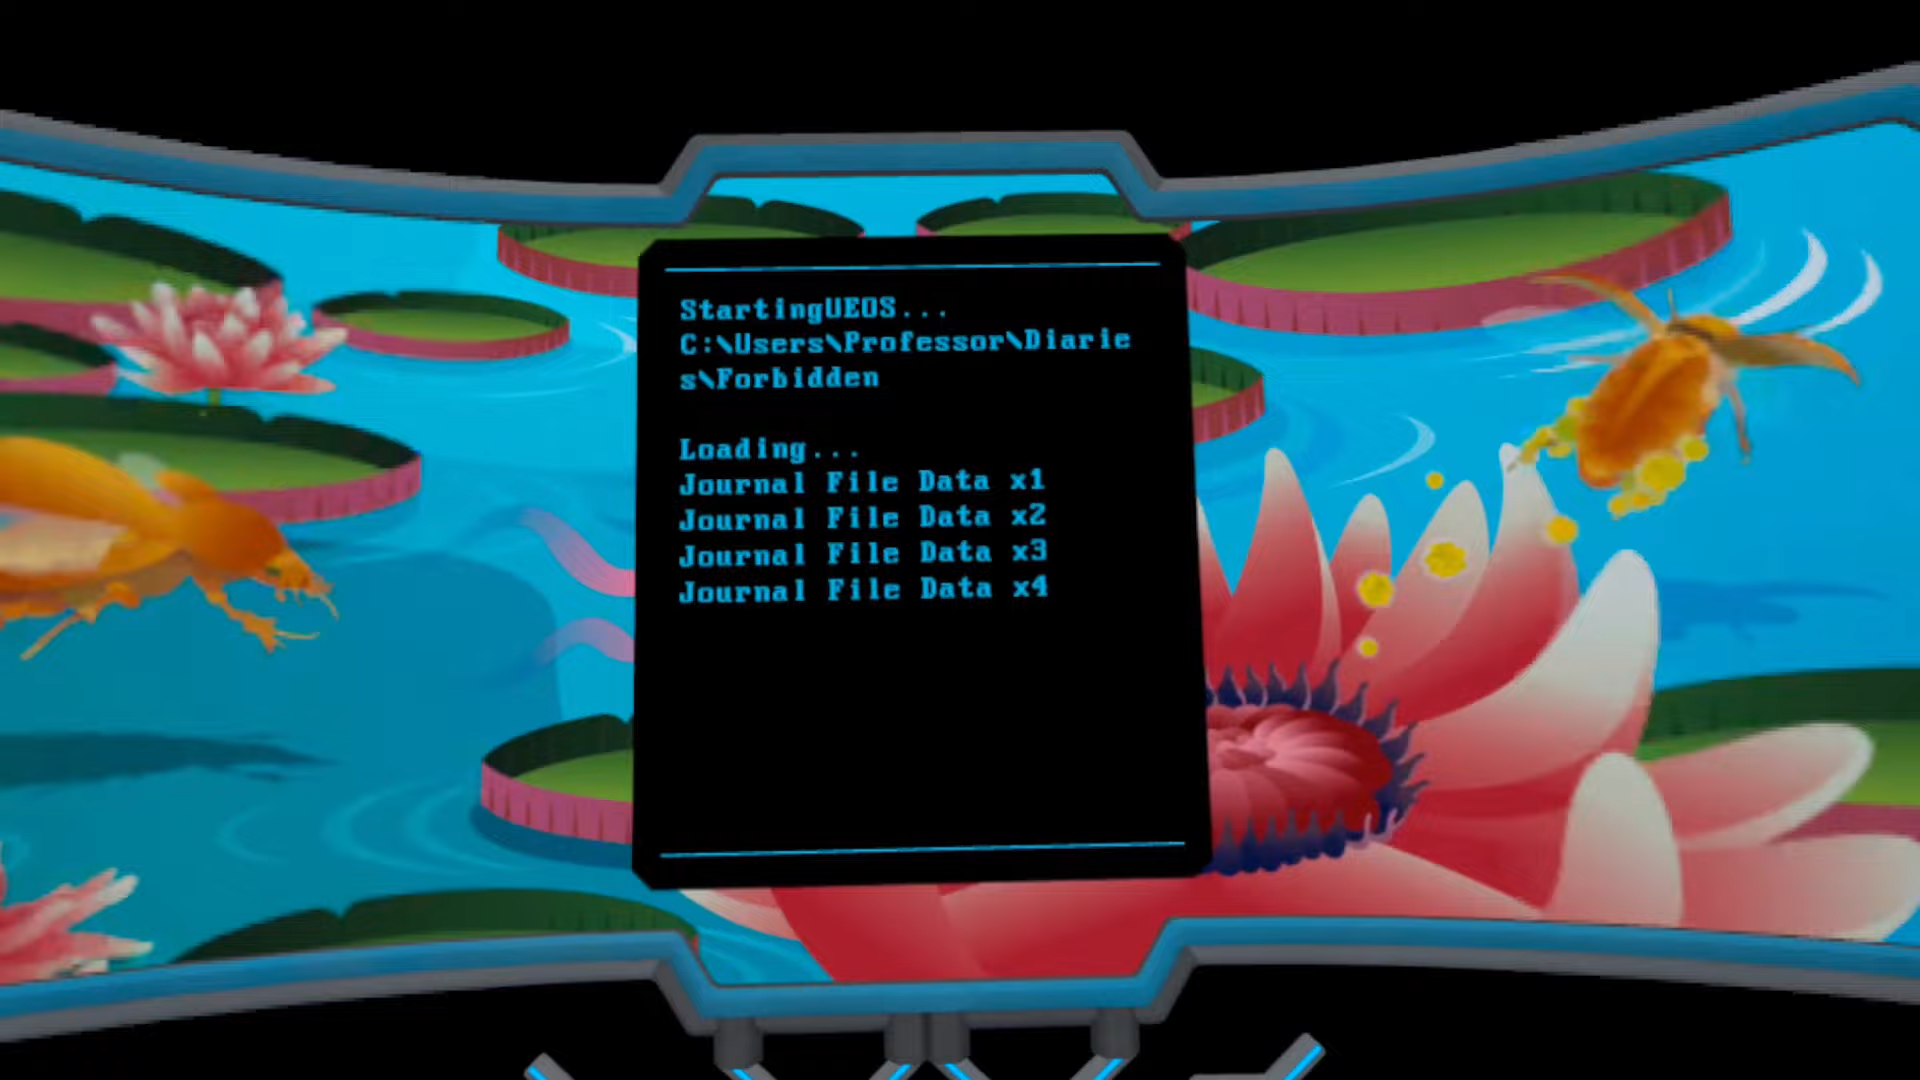 StartingUEOS...
C:\Users\Professor\Diarie
s\Forbidden
Loading...
Journal File Data x1
Journal File Data x2
Journal File Data x3
Journal File Data x4